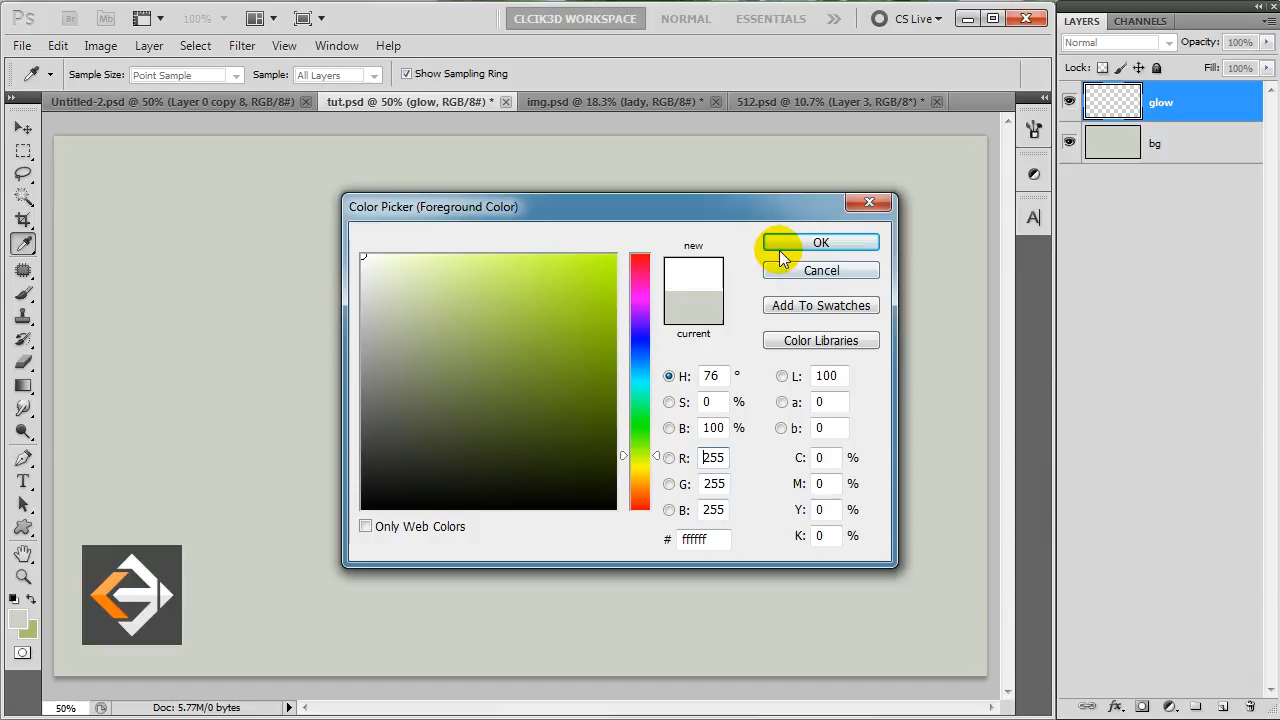 Ps Br Mb 100% CLCIK3D WORKSPACE NORMAL ESSENTIALS CS Live
File Edit Image Layer Select Filter View Window Help
Sample Size: Point Sample Sample: All Layers Show Sampling Ring
Untitled-2.psd @ 50% (Layer 0 copy 8, RGB/8#) tut.psd @ 50% (glow, RGB/8#) * img.psd @ 18.3% (lady, RGB/8#) * s12.psd @ 10.7% (Layer 3, RGB/8*) *
LAYERS CHANNELS
Normal Opacity: 100%
Lock: Fill: 100%
glow
bg
Color Picker (Foreground Color)
new
current
OK
Cancel
Add To Swatches
Color Libraries
H: 76 ° L: 100
S: 0 % a: 0
B: 100 % b: 0
R: 255 C: 0 %
G: 255 M: 0 %
B: 255 Y: 0 %
# ffffff K: 0 %
Only Web Colors
A
T
50% Doc: 5.77M/0 bytes
fx